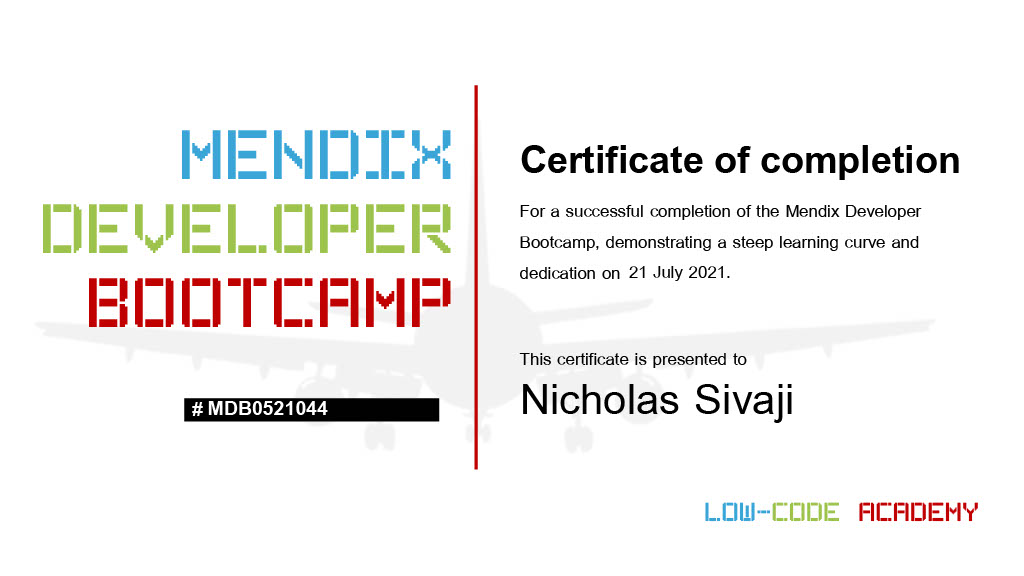 MENDIX
DEVELOPER
BOOTCAMP
# MDB0521044
Certificate of completion
For a successful completion of the Mendix Developer
Bootcamp, demonstrating a steep learning curve and
dedication on 21 July 2021.
This certificate is presented to
Nicholas Sivaji
LOW-CODE ACADEMY